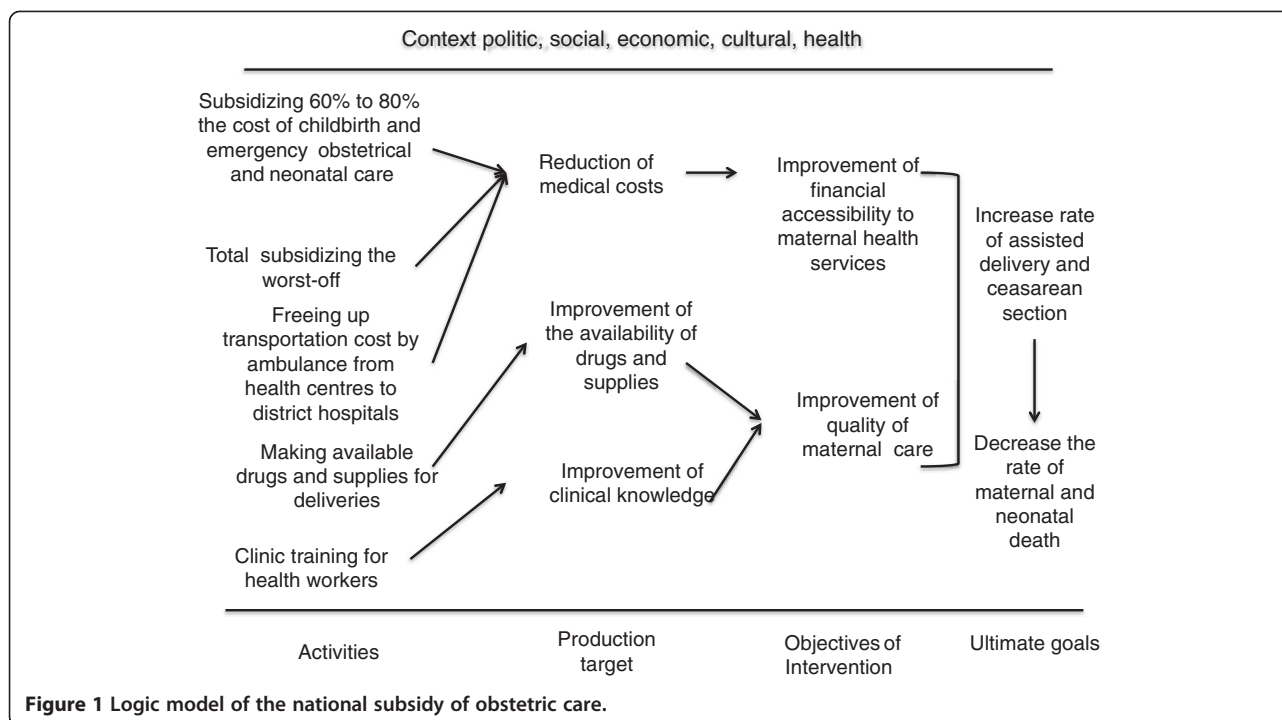 Context politic, social, economic, cultural, health
Subsidizing 60% to 80%
the cost of childbirth and
emergency obstetrical
and neonatal care
Total subsidizing the
worst-off
Freeing up
transportation cost by
ambulance from
health centres to
district hospitals
Making available
drugs and supplies for
deliveries
Clinic training for
health workers
Reduction of
medical costs
Improvement of
the availability of
drugs and
supplies
Improvement of
clinical knowledge
Improvement of
financial
accessibility to
maternal health
services
Improvement of
quality of
maternal care
Increase rate
of assisted
delivery and
ceasarean
section
Decrease the
rate of
maternal and
neonatal
death
Activities
Production
target
Objectives of
Intervention
Ultimate goals
Figure 1 Logic model of the national subsidy of obstetric care.